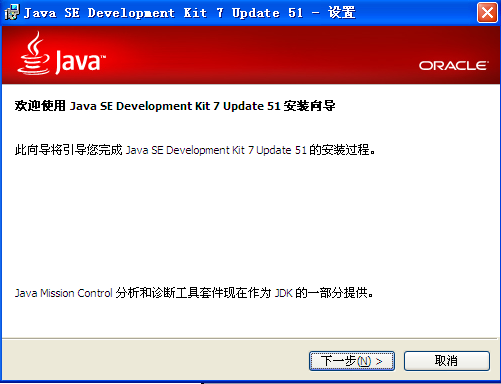 Java SE Development Kit 7 Update 51 - 设置
Java™
ORACLE®
欢迎使用 Java SE Development Kit 7 Update 51 安装向导
此向导将引导您完成 Java SE Development Kit 7 Update 51 的安装过程。
Java Mission Control 分析和诊断工具套件现在作为 JDK 的一部分提供。
下一步(N) > 取消